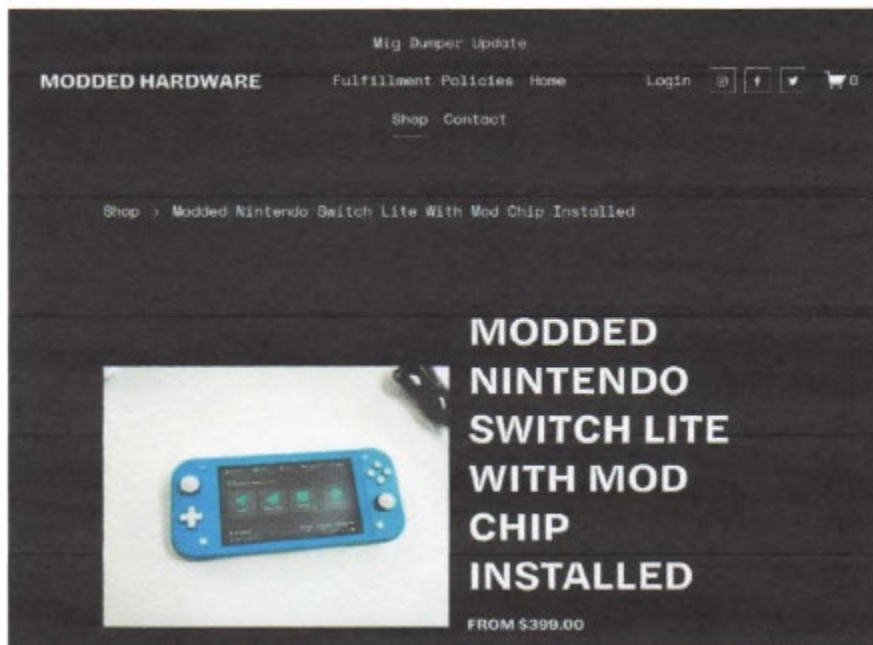 Mig Dumper Update
MODDED HARDWARE
Fulfillment Policies Home
Login
0
Shop Contact
Shop › Modded Nintendo Switch Lite With Mod Chip Installed
MODDED
NINTENDO
SWITCH LITE
WITH MOD
CHIP
INSTALLED
FROM $399.00